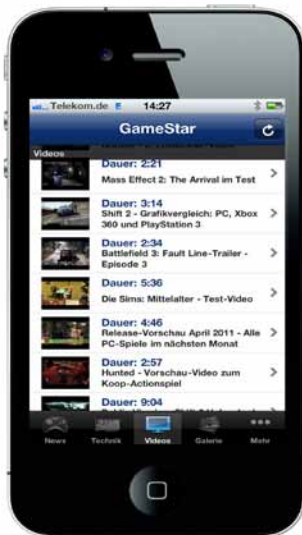 Telekom.de E 14:27
GameStar
Videos
Dauer: 2:21
Mass Effect 2: The Arrival im Test
Dauer: 3:14
Shift 2 - Grafikvergleich: PC, Xbox
360 und PlayStation 3
Dauer: 2:34
Battlefield 3: Fault Line-Trailer -
Episode 3
Dauer: 5:36
Die Sims: Mittelalter - Test-Video
Dauer: 4:46
Release-Vorschau April 2011 - Alle
PC-Spiele im nächsten Monat
Dauer: 2:57
Hunted - Vorschau-Video zum
Koop-Actionspiel
Dauer: 9:04
News Technik Videos Galerie Mehr